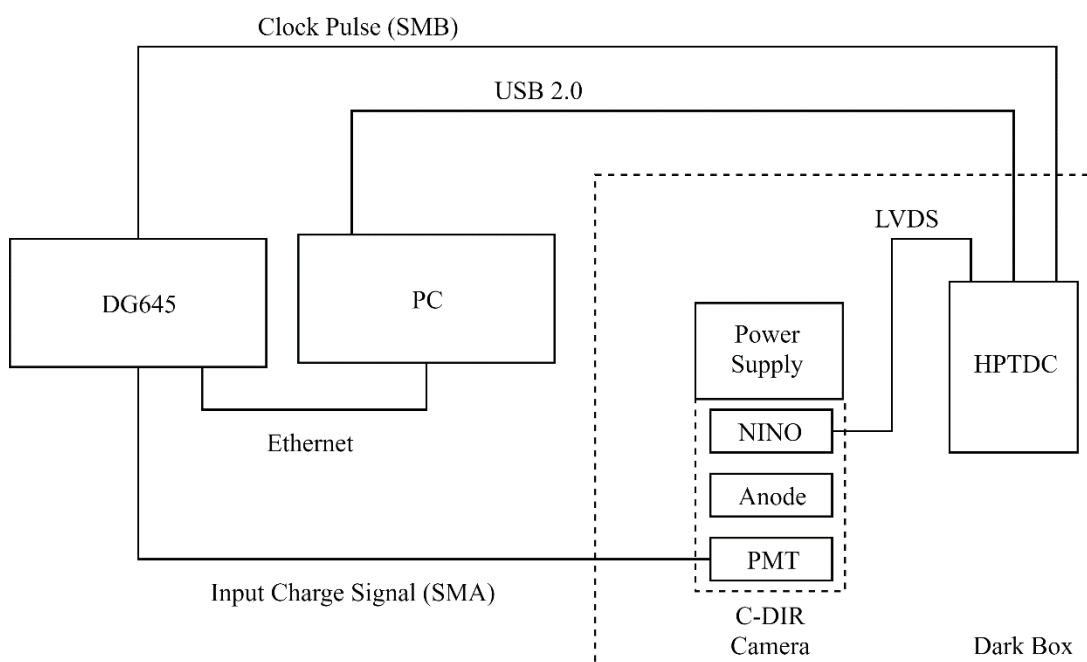 Clock Pulse (SMB)
USB 2.0
LVDS
DG645
PC
Power
Supply
HPTDC
NINO
Ethernet
Anode
PMT
Input Charge Signal (SMA)
C-DIR
Camera
Dark Box